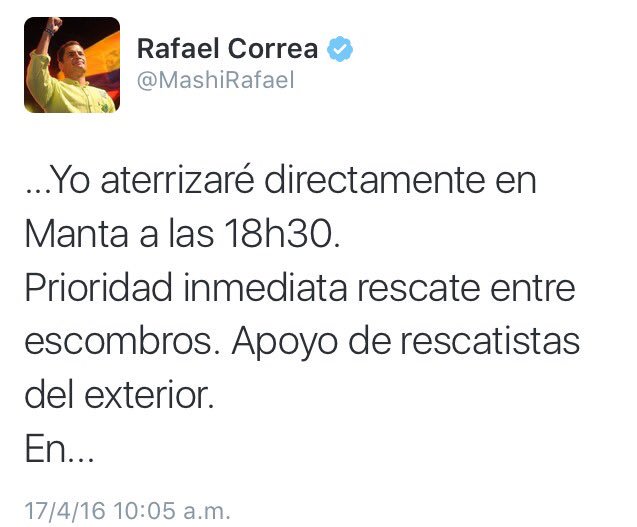 Rafael Correa
@MashiRafael
...Yo aterrizaré directamente en
Manta a las 18h30.
Prioridad inmediata rescate entre
escombros. Apoyo de rescatistas
del exterior.
En...
17/4/16 10:05 a.m.